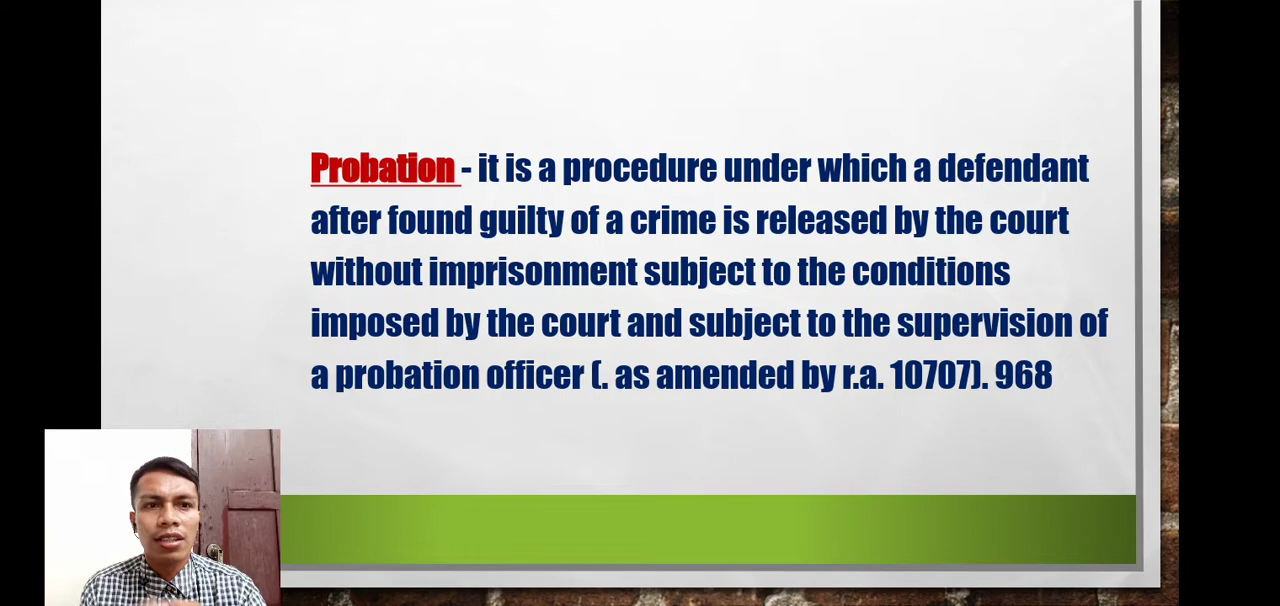 Probation - it is a procedure under which a defendant
after found guilty of a crime is released by the court
without imprisonment subject to the conditions
imposed by the court and subject to the supervision of
a probation officer (. as amended by r.a. 10707). 968